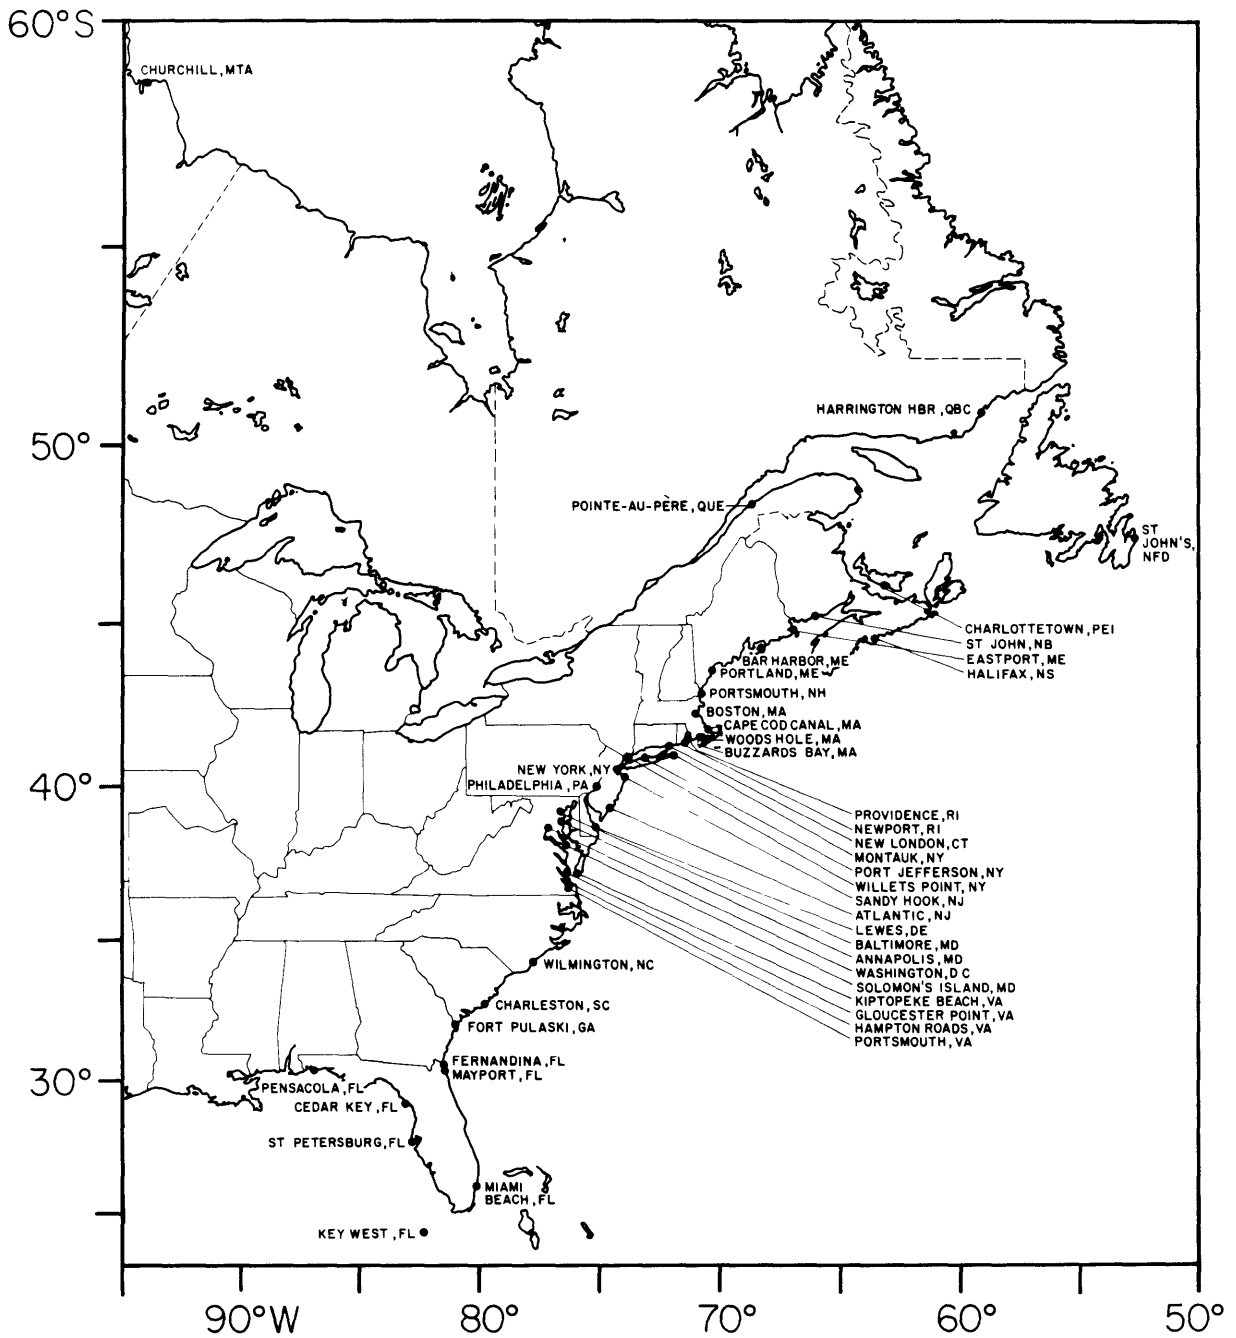 60°S
CHURCHILL, MTA
HARRINGTON HBR, QBC
50°
POINTE-AU-PÈRE, QUE
ST
JOHN'S,
NFD
CHARLOTTETOWN, PEI
ST JOHN, NB
EASTPORT, ME
HALIFAX, NS
BAR HARBOR, ME
PORTLAND, ME
PORTSMOUTH, NH
BOSTON, MA
CAPE COD CANAL, MA
WOODS HOLE, MA
BUZZARDS BAY, MA
NEW YORK, NY
PHILADELPHIA, PA
40°
PROVIDENCE, RI
NEWPORT, RI
NEW LONDON, CT
MONTAUK, NY
PORT JEFFERSON, NY
WILLETS POINT, NY
SANDY HOOK, NJ
ATLANTIC, NJ
LEWES, DE
BALTIMORE, MD
ANNAPOLIS, MD
WASHINGTON, D C
SOLOMON'S ISLAND, MD
KIPTOPEKE BEACH, VA
GLOUCESTER POINT, VA
HAMPTON ROADS, VA
PORTSMOUTH, VA
WILMINGTON, NC
CHARLESTON, SC
FORT PULASKI, GA
FERNANDINA, FL
MAYPORT, FL
30°
PENSACOLA, FL
CEDAR KEY, FL
ST PETERSBURG, FL
MIAMI
BEACH, FL
KEY WEST, FL
90°W 80° 70° 60° 50°